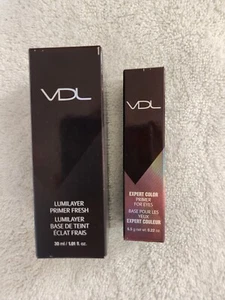 VDL
LUMILAYER
PRIMER FRESH
LUMILAYER
BASE DE TEINT
ÉCLAT FRAIS
30 ml / 1.01 fl. oz.
VDL
EXPERT COLOR
PRIMER
FOR EYES
BASE POUR LES
YEUX
EXPERT COULEUR